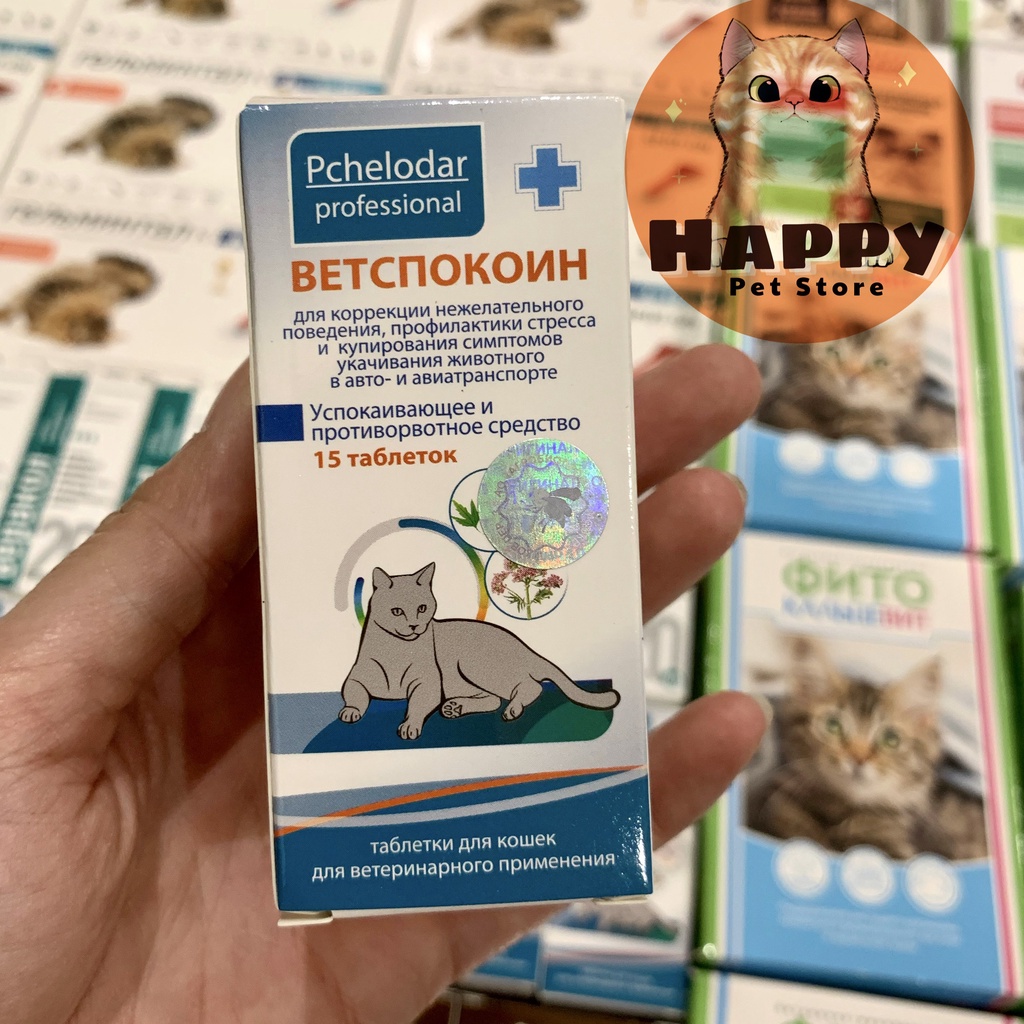 Pchelodar
professional
ВЕТСПОКОИН
для коррекции нежелательного
поведения, профилактики стресса
и купирования симптомов
укачивания животного
в авто- и авиатранспорте
Успокаивающее и
противорвотное средство
15 таблеток
таблетки для кошек
для ветеринарного применения
HAPPY
Pet Store
ФИТО
КАЛЬЦЕВИТ